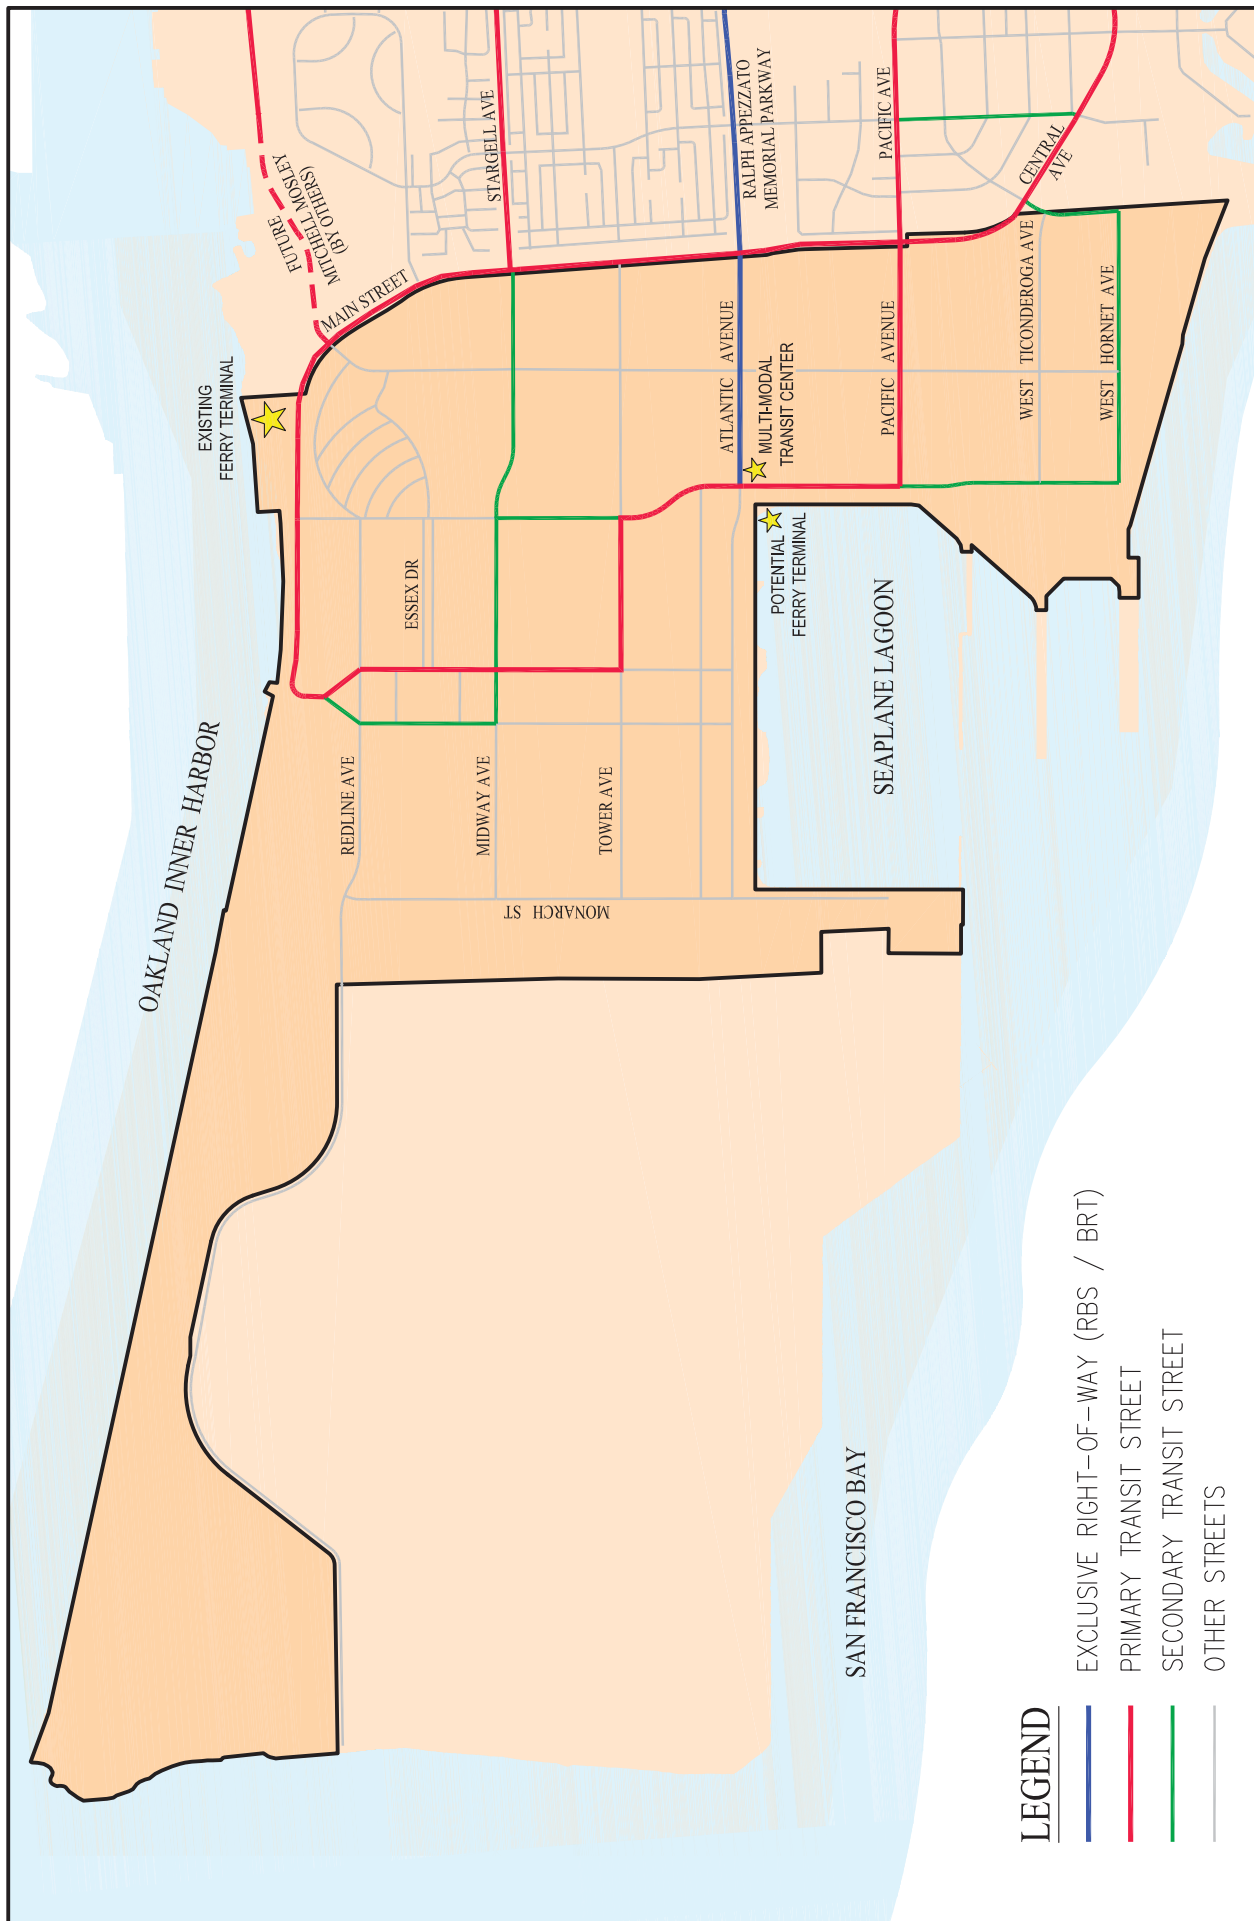 OAKLAND INNER HARBOR
EXISTING
FERRY TERMINAL
FUTURE
MITCHELL MOSLEY
(BY OTHERS)
MAIN STREET
STARGELL AVE
RALPH APPEZZATO
MEMORIAL PARKWAY
PACIFIC AVE
CENTRAL
AVE
REDLINE AVE
ESSEX DR
MIDWAY AVE
TOWER AVE
MONARCH ST
ATLANTIC AVENUE
MULTI-MODAL
TRANSIT CENTER
POTENTIAL
FERRY TERMINAL
PACIFIC AVENUE
SEAPLANE LAGOON
WEST TICONDEROGA AVE
WEST HORNET AVE
SAN FRANCISCO BAY
LEGEND
EXCLUSIVE RIGHT-OF-WAY (RBS / BRT)
PRIMARY TRANSIT STREET
SECONDARY TRANSIT STREET
OTHER STREETS